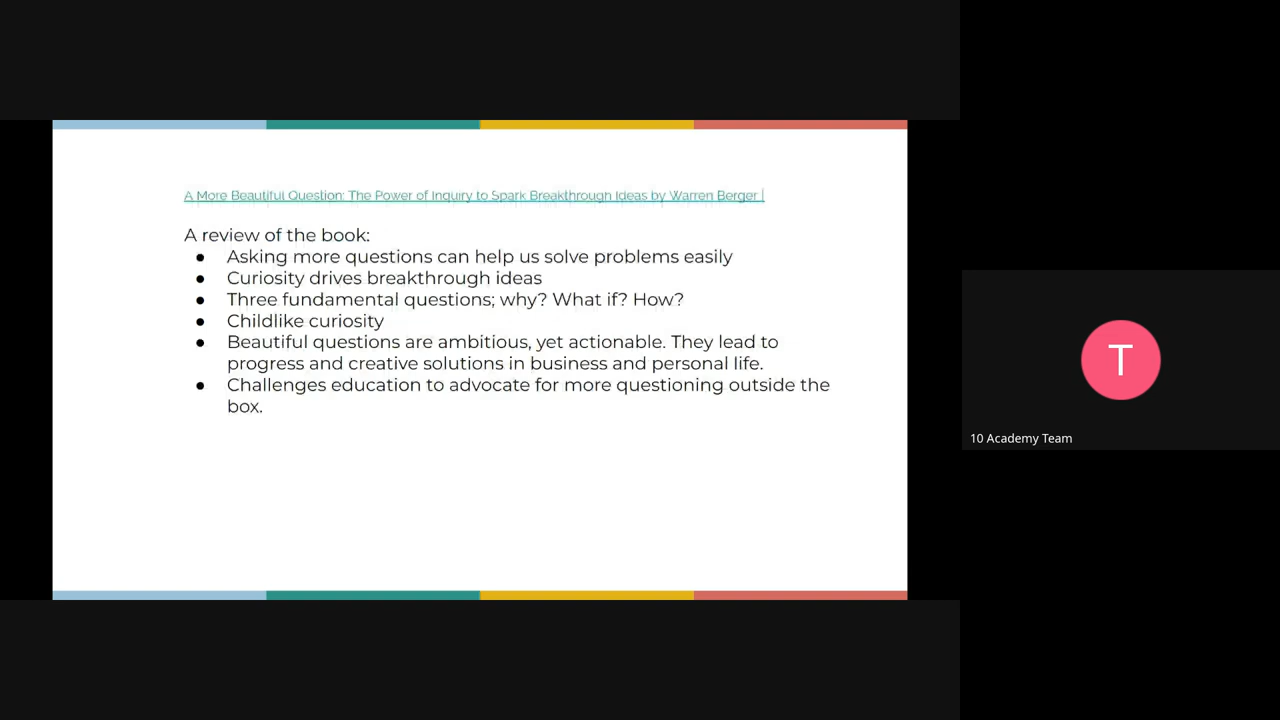 A More Beautiful Question: The Power of Inquiry to Spark Breakthrough Ideas by Warren Berger |
A review of the book:
● Asking more questions can help us solve problems easily
● Curiosity drives breakthrough ideas
● Three fundamental questions; why? What if? How?
● Childlike curiosity
● Beautiful questions are ambitious, yet actionable. They lead to
progress and creative solutions in business and personal life.
● Challenges education to advocate for more questioning outside the
box.
T
10 Academy Team